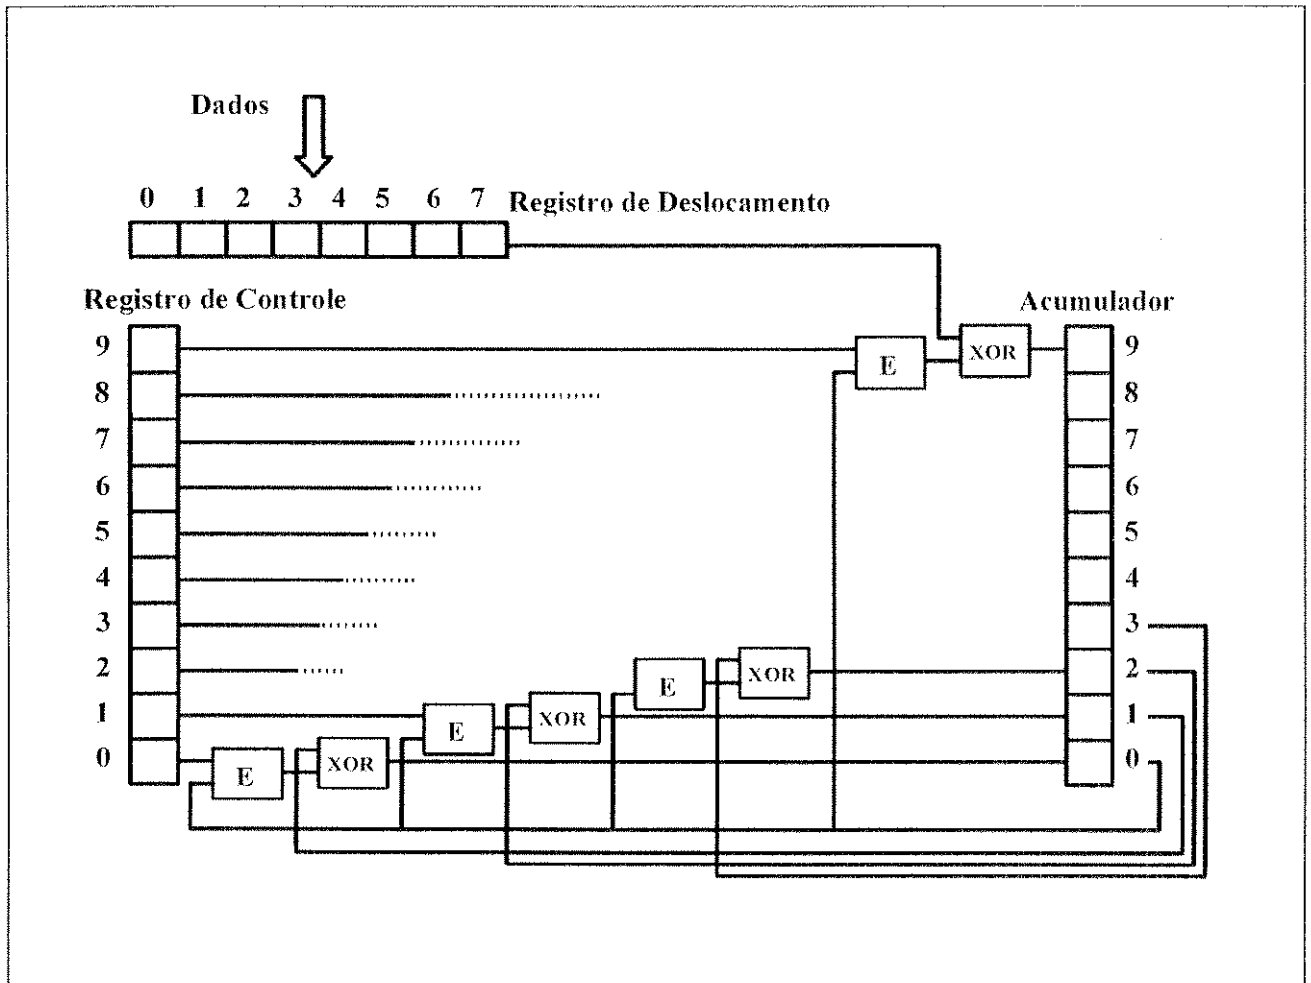 Dados
0 1 2 3 4 5 6 7 Registro de Deslocamento
Registro de Controle
Acumulador
9 E XOR 9
8 8
7 7
6 6
5 5
4 4
3 3
2 E XOR 2
1 E XOR 1
0 E XOR 0